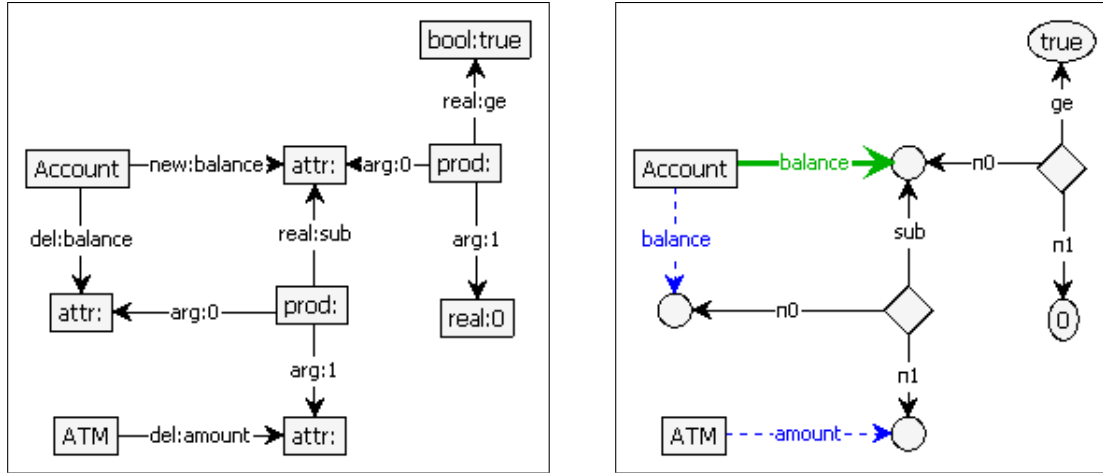 bool:true
real:ge
Account
new:balance
attr:
arg:0
prod:
del:balance
real:sub
arg:1
attr:
arg:0
prod:
real:0
arg:1
ATM
del:amount
attr:
true
ge
Account
balance
n0
balance
sub
n1
n0
0
n1
ATM
amount